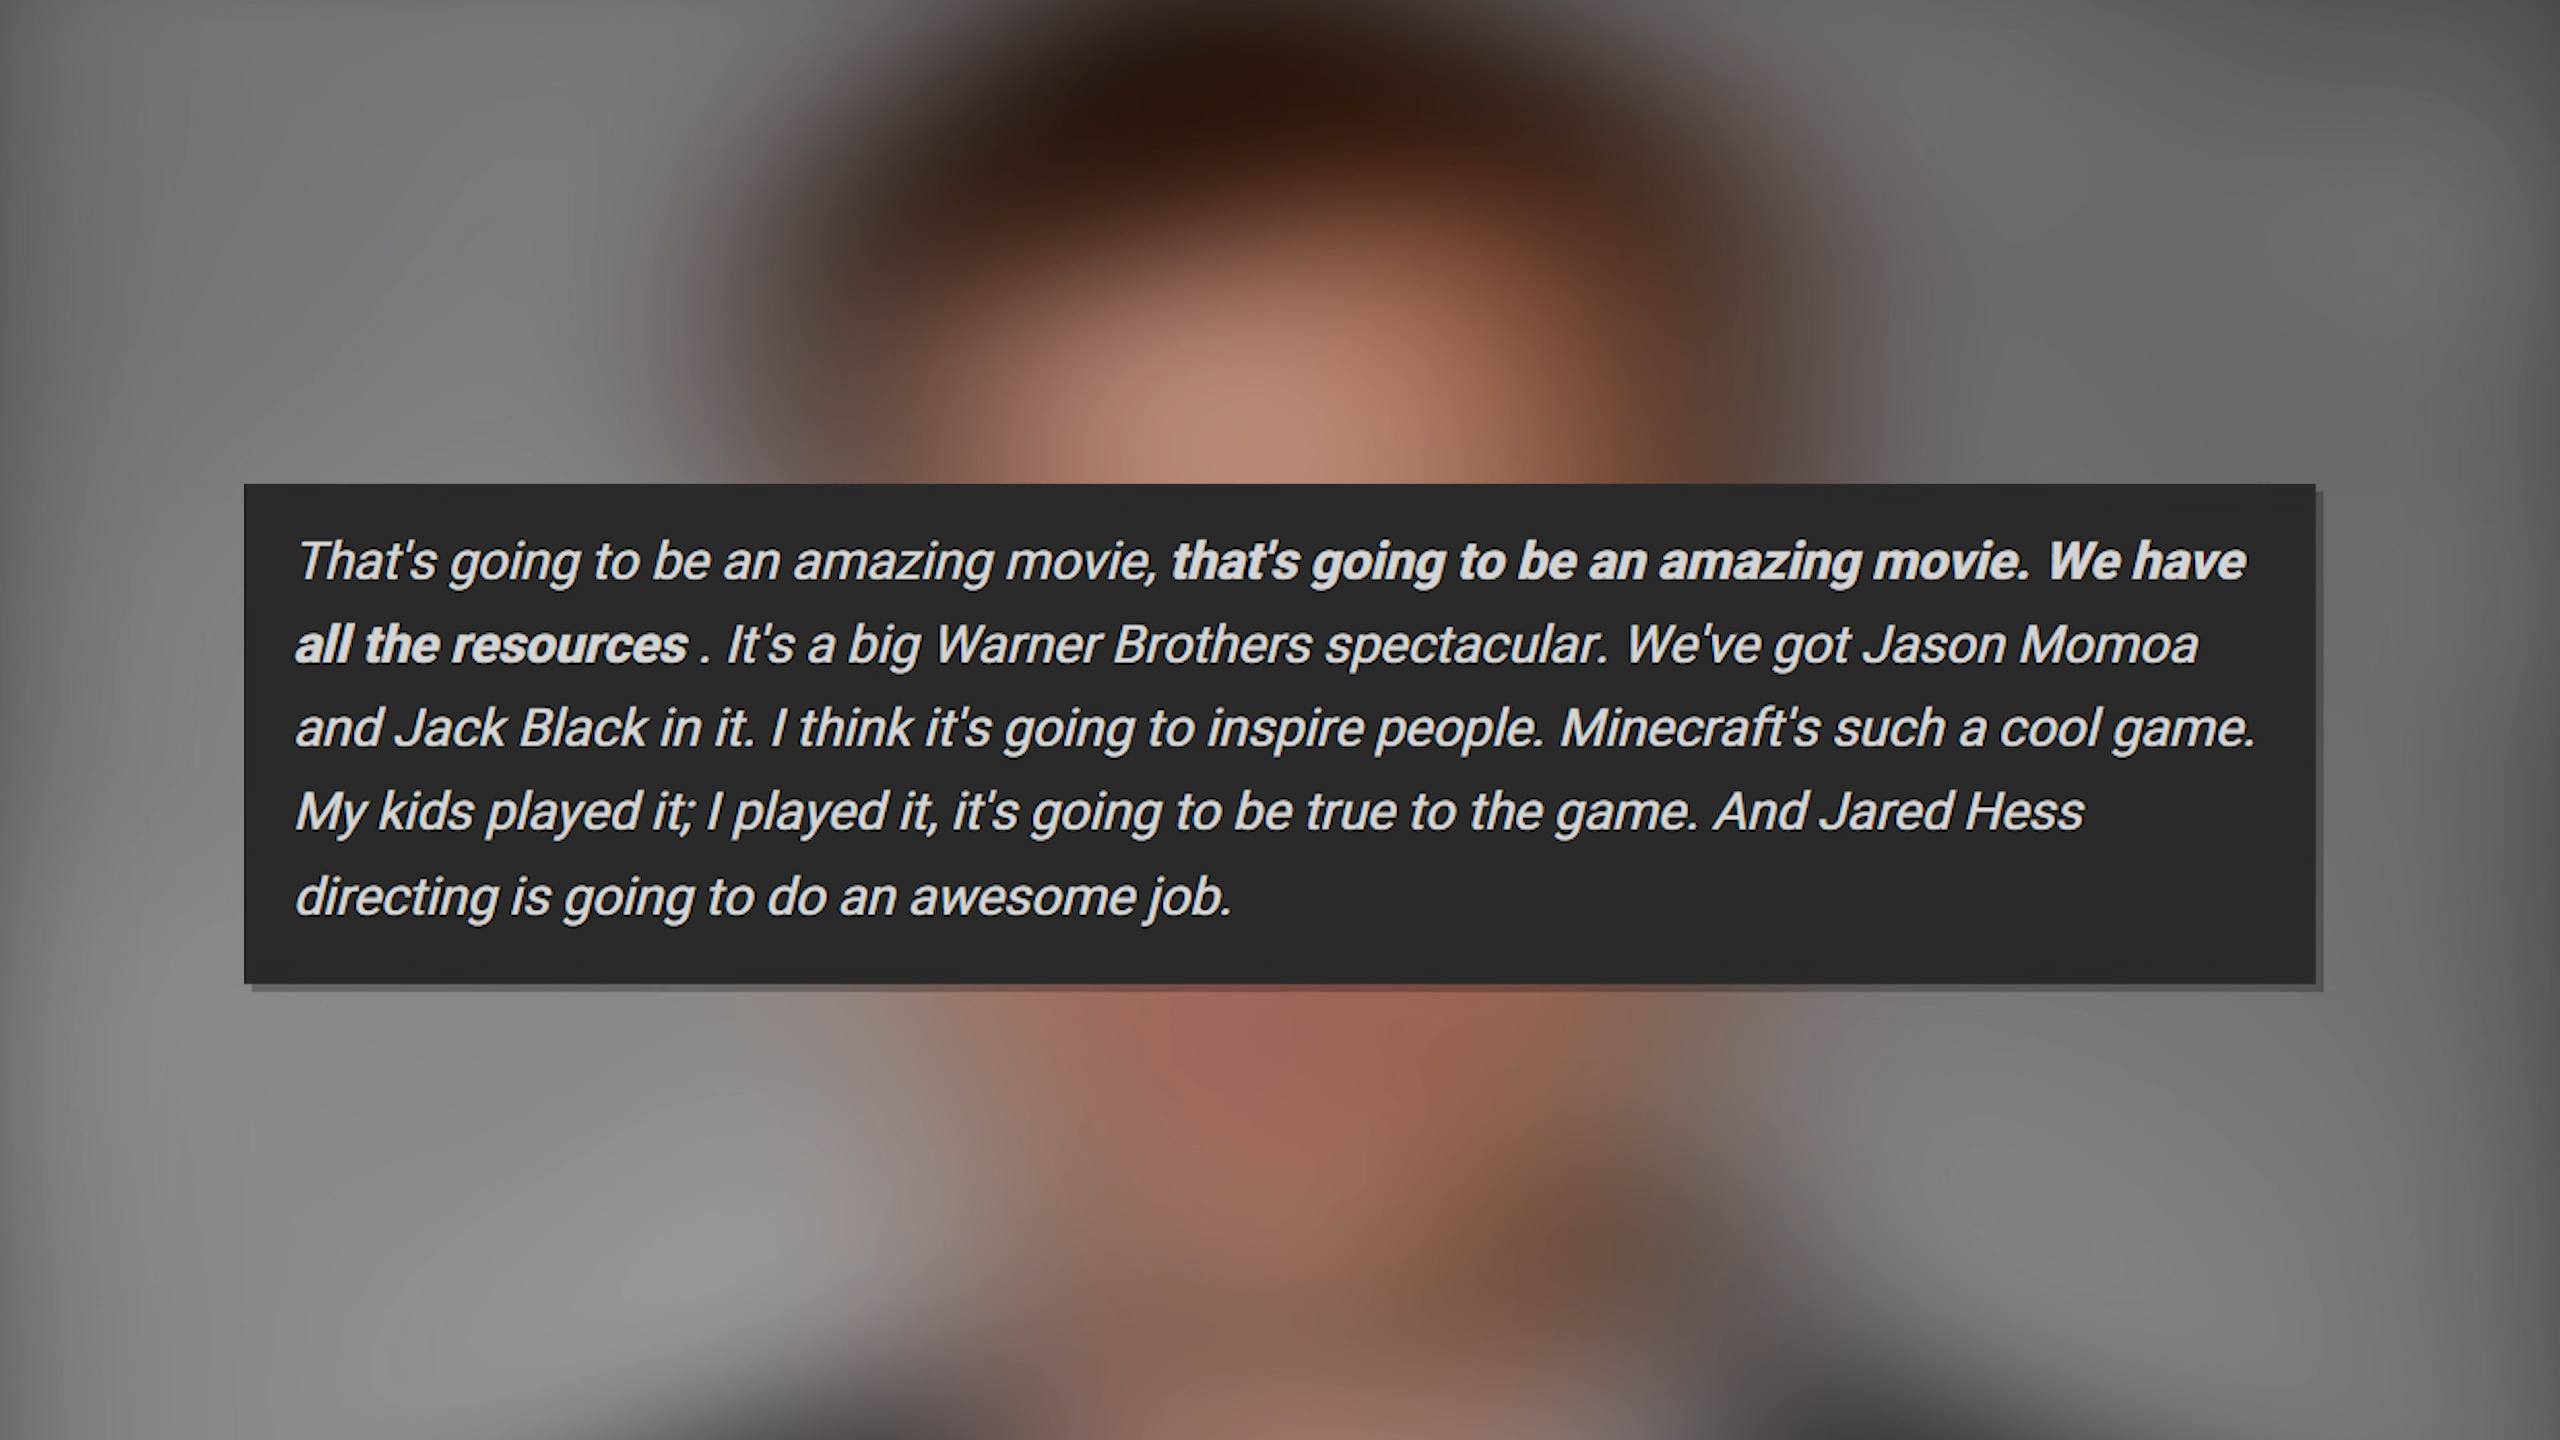 That's going to be an amazing movie, that's going to be an amazing movie. We have
all the resources . It's a big Warner Brothers spectacular. We've got Jason Momoa
and Jack Black in it. I think it's going to inspire people. Minecraft's such a cool game.
My kids played it; I played it, it's going to be true to the game. And Jared Hess
directing is going to do an awesome job.